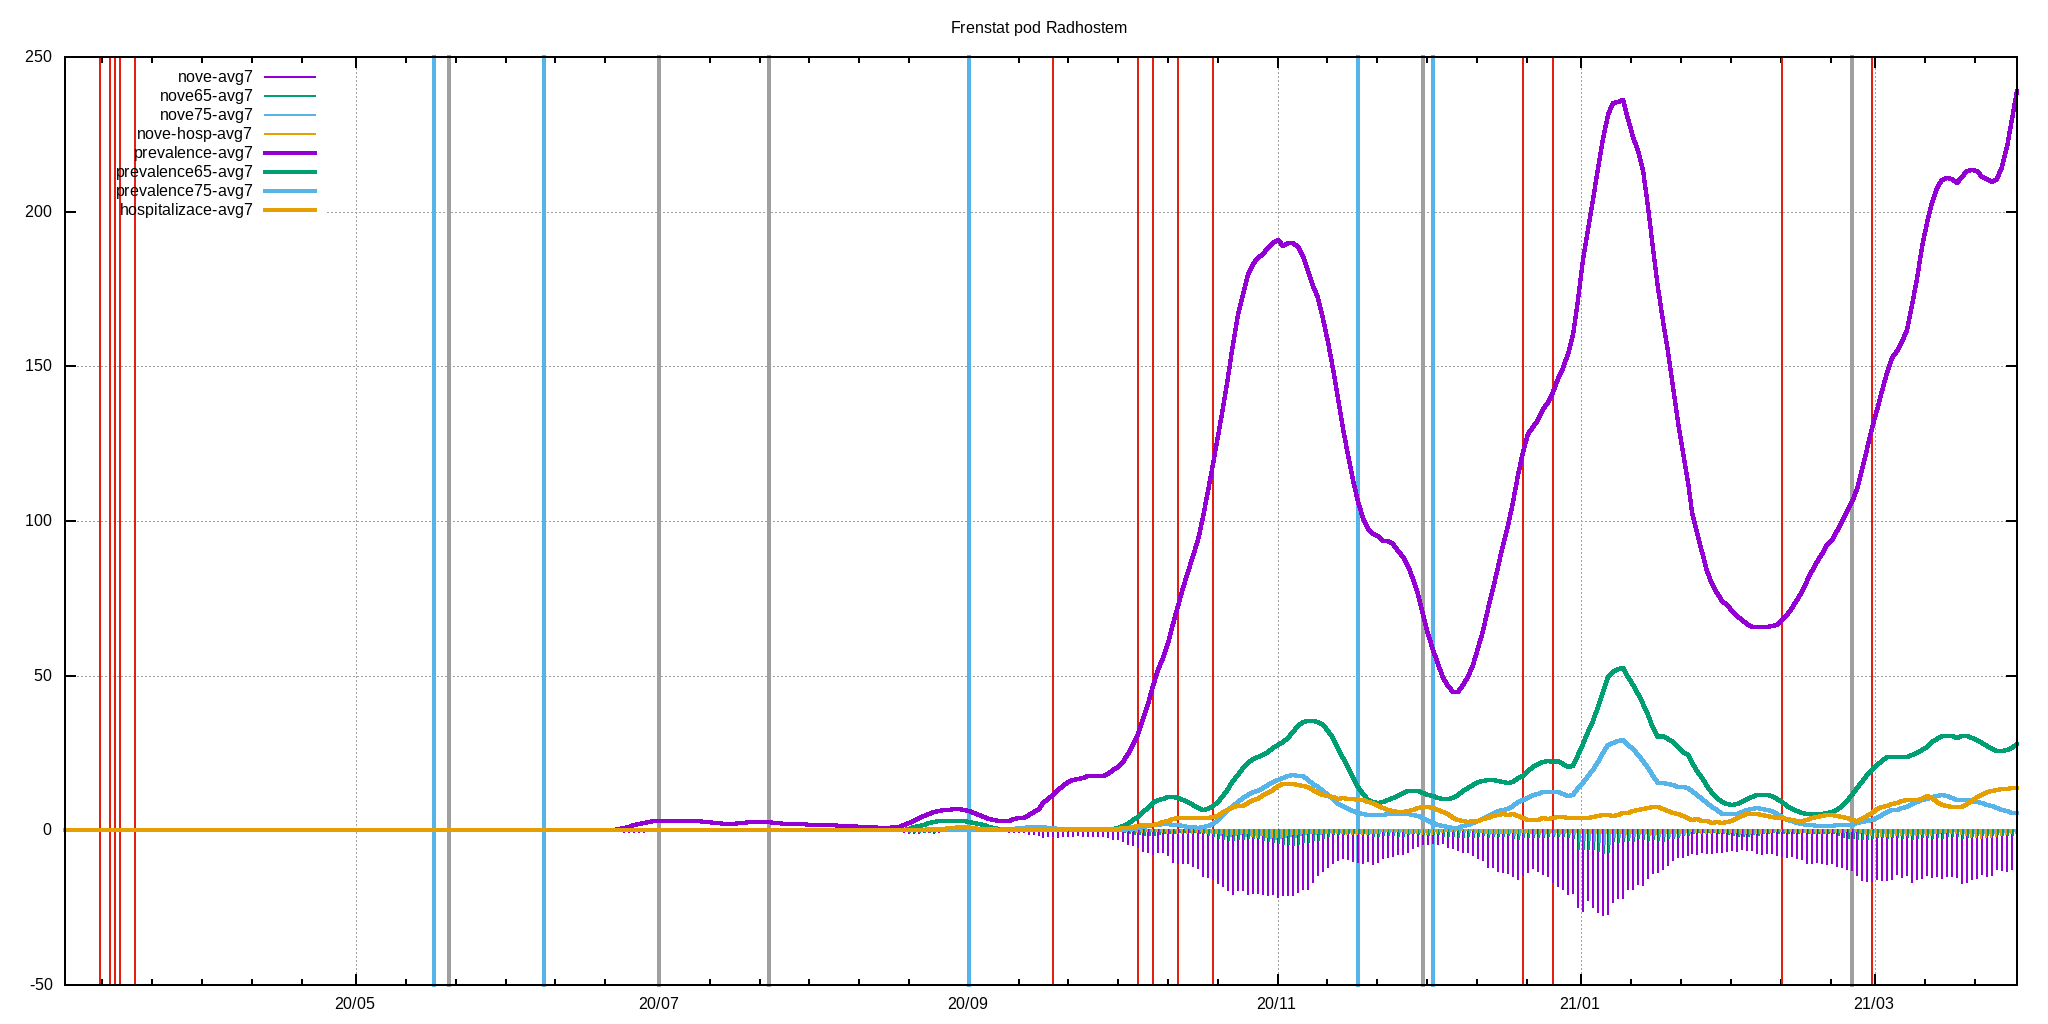 Frenstat pod Radhostem
250
200
150
100
50
0
-50
nove-avg7
nove65-avg7
nove75-avg7
nove-hosp-avg7
prevalence-avg7
prevalence65-avg7
prevalence75-avg7
hospitalizace-avg7
20/05
20/07
20/09
20/11
21/01
21/03